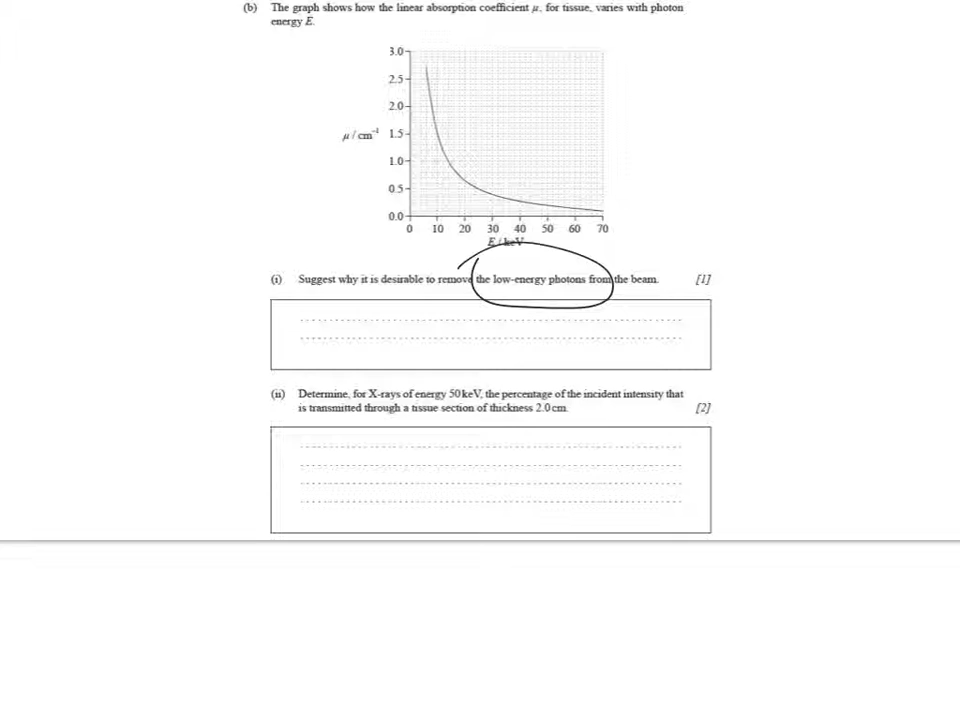 (b) The graph shows how the linear absorption coefficient μ, for tissue, varies with photon
energy E.
3.0
2.5
2.0
μ / cm⁻¹ 1.5
1.0
0.5
0.0
0 10 20 30 40 50 60 70
E / keV
(i) Suggest why it is desirable to remove the low-energy photons from the beam. [1]
(ii) Determine, for X-rays of energy 50 keV, the percentage of the incident intensity that
is transmitted through a tissue section of thickness 2.0 cm. [2]